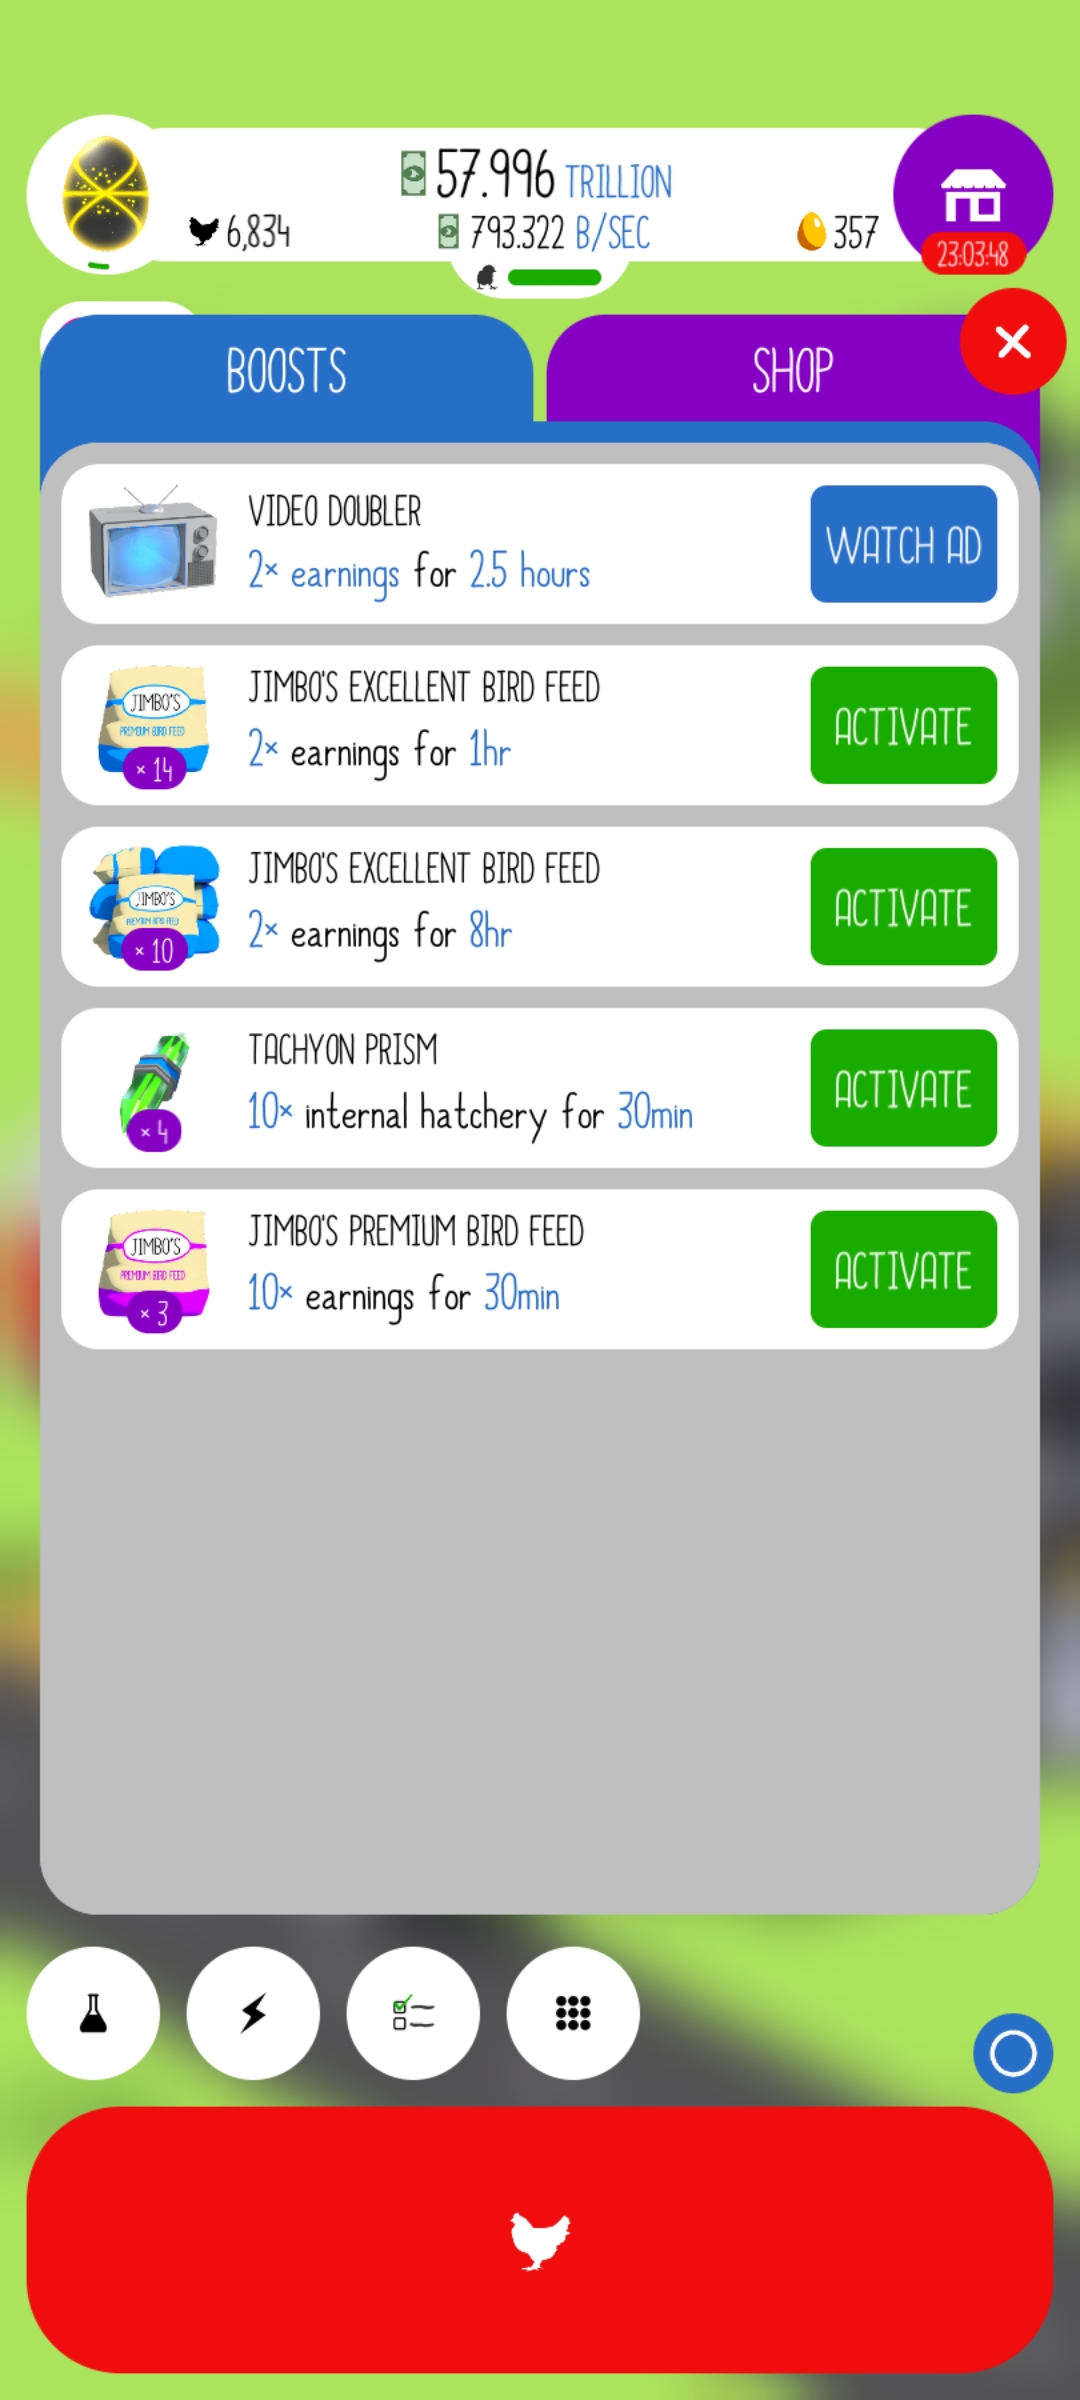 57.996 TRILLION
6,834
793.322 B/SEC
357
23:03:48
BOOSTS
SHOP
VIDEO DOUBLER
2× earnings for 2.5 hours
WATCH AD
JIMBO'S EXCELLENT BIRD FEED
2× earnings for 1hr
ACTIVATE
JIMBO'S
PREMIUM BIRD FEED
× 14
JIMBO'S EXCELLENT BIRD FEED
2× earnings for 8hr
ACTIVATE
JIMBO'S
PREMIUM BIRD FEED
× 10
TACHYON PRISM
10× internal hatchery for 30min
ACTIVATE
× 4
JIMBO'S PREMIUM BIRD FEED
10× earnings for 30min
ACTIVATE
JIMBO'S
PREMIUM BIRD FEED
× 3